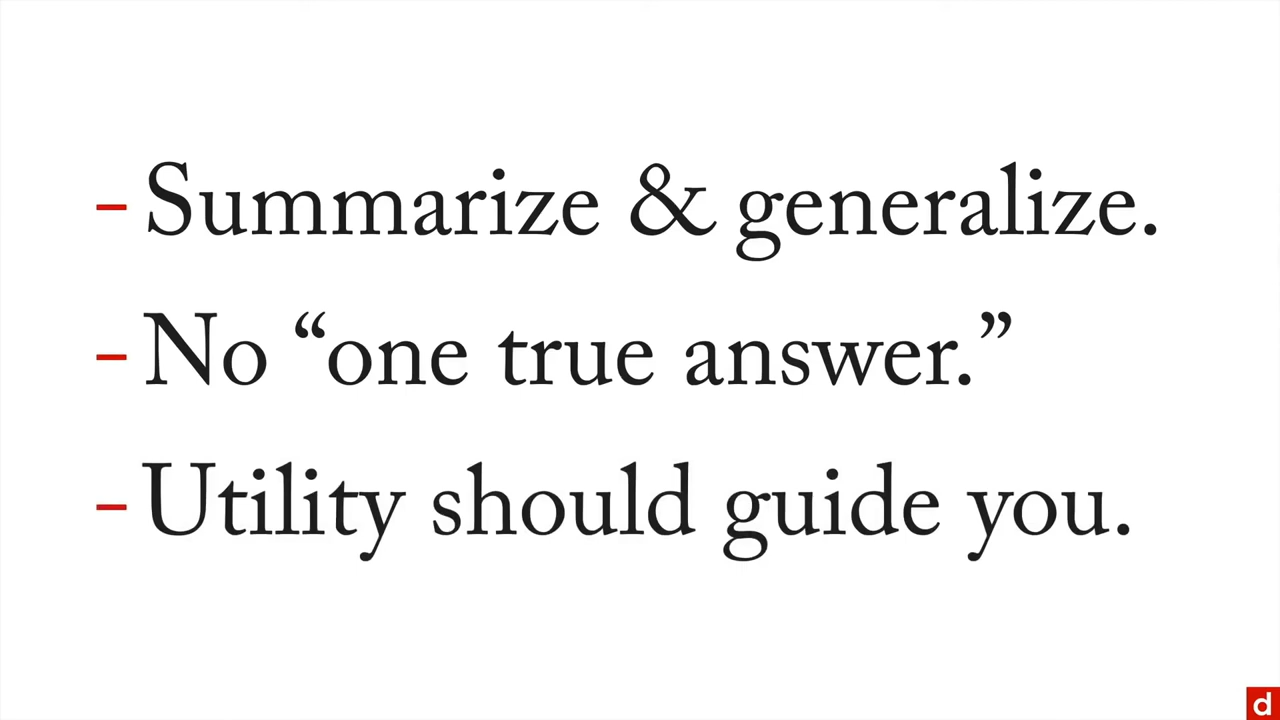 - Summarize & generalize.
- No “one true answer.”
- Utility should guide you.
d